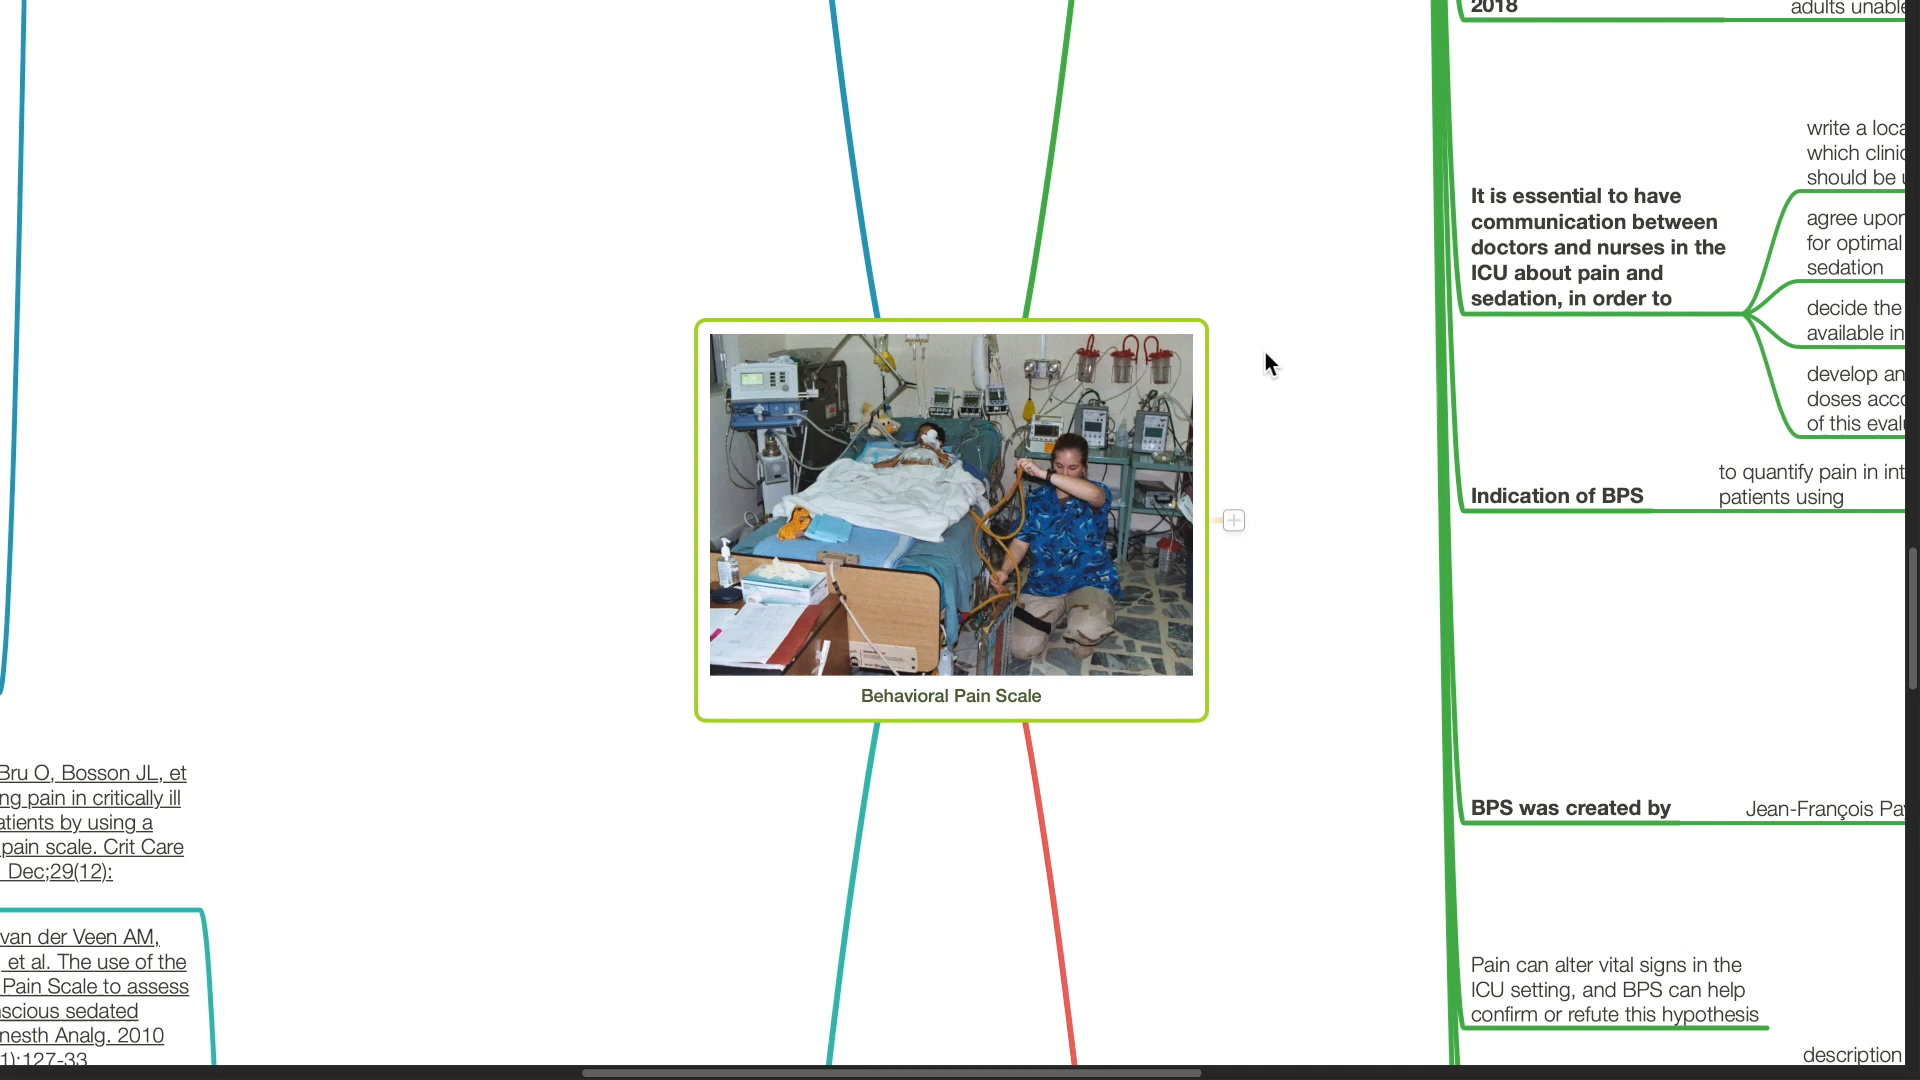 2018
adults unable
write a loca
which clinic
should be u
It is essential to have
communication between
doctors and nurses in the
ICU about pain and
sedation, in order to
agree upon
for optimal
sedation
decide the
available in
develop an
doses acco
of this evalu
Indication of BPS
to quantify pain in int
patients using
Behavioral Pain Scale
BPS was created by
Jean-François Pay
Pain can alter vital signs in the
ICU setting, and BPS can help
confirm or refute this hypothesis
description
Bru O, Bosson JL, et
ng pain in critically ill
atients by using a
pain scale. Crit Care
Dec;29(12):
van der Veen AM,
et al. The use of the
Pain Scale to assess
scious sedated
nesth Analg. 2010
1):127-33